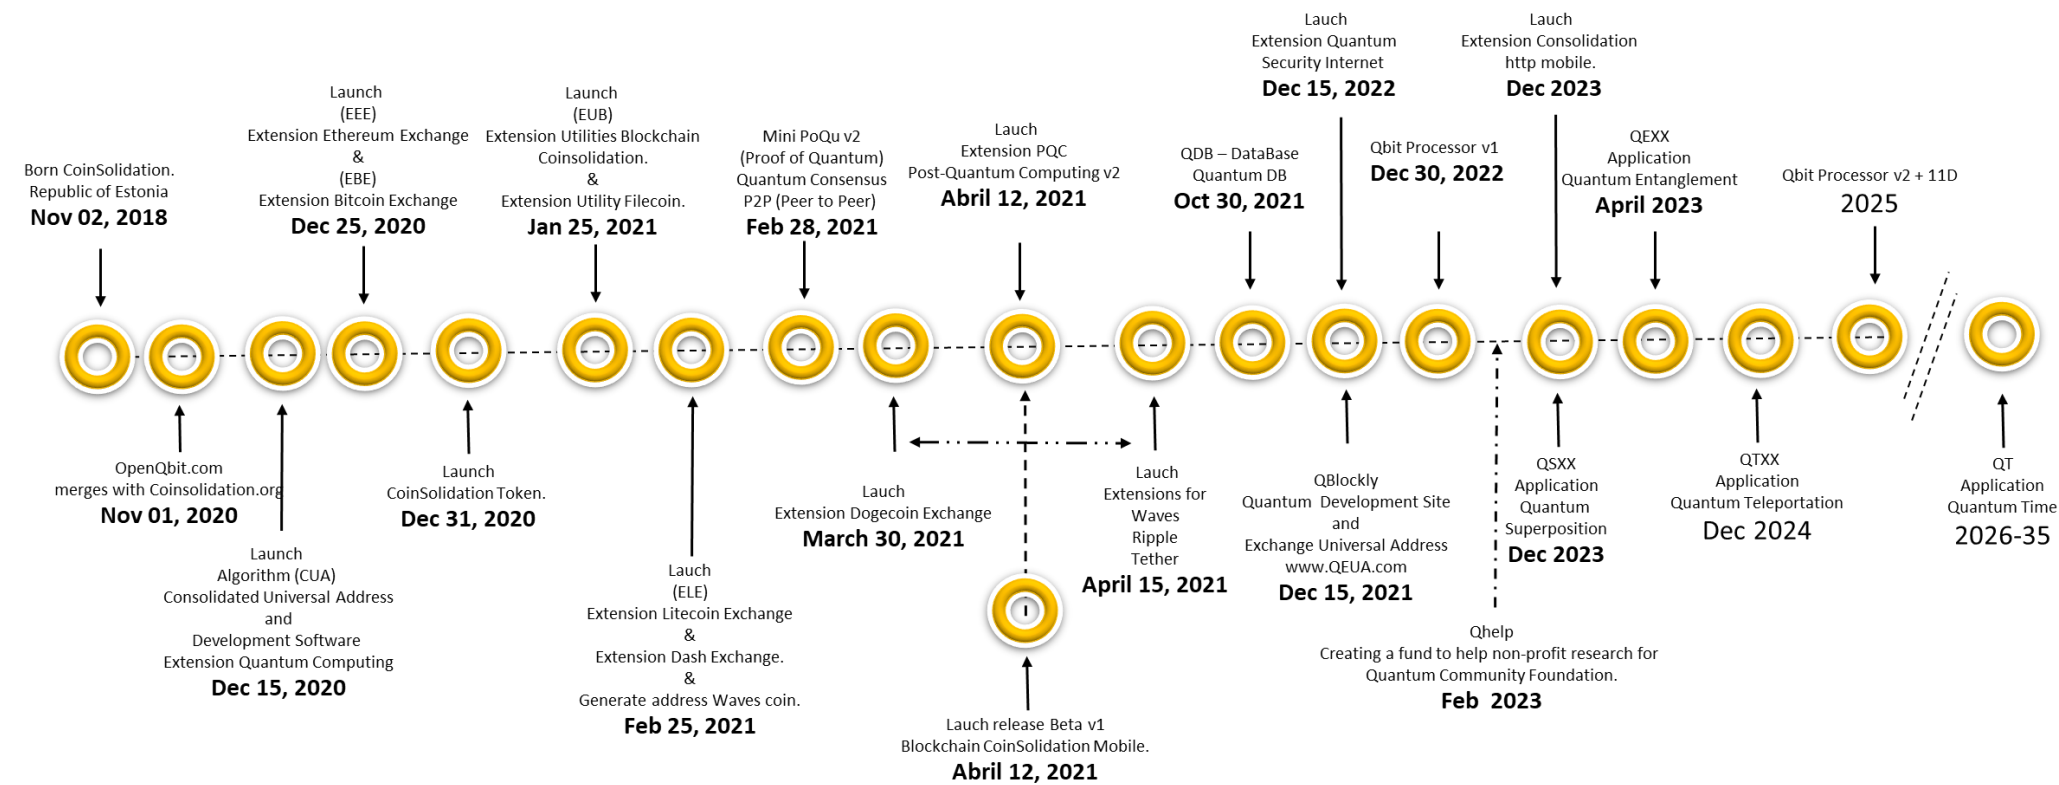 Born CoinSolidation.
Republic of Estonia
Nov 02, 2018
OpenQbit.com
merges with Coinsolidation.org
Nov 01, 2020
Launch
Algorithm (CUA)
Consolidated Universal Address
and
Development Software
Extension Quantum Computing
Dec 15, 2020
Launch
(EEE)
Extension Ethereum Exchange
&
(EBE)
Extension Bitcoin Exchange
Dec 25, 2020
Launch
CoinSolidation Token.
Dec 31, 2020
Launch
(EUB)
Extension Utilities Blockchain
Coinsolidation.
&
Extension Utility Filecoin.
Jan 25, 2021
Lauch
(ELE)
Extension Litecoin Exchange
&
Extension Dash Exchange.
&
Generate address Waves coin.
Feb 25, 2021
Mini PoQu v2
(Proof of Quantum)
Quantum Consensus
P2P (Peer to Peer)
Feb 28, 2021
Lauch
Extension Dogecoin Exchange
March 30, 2021
Lauch
Extension PQC
Post-Quantum Computing v2
Abril 12, 2021
Lauch release Beta v1
Blockchain CoinSolidation Mobile.
Abril 12, 2021
Lauch
Extensions for
Waves
Ripple
Tether
April 15, 2021
QDB – DataBase
Quantum DB
Oct 30, 2021
Lauch
Extension Quantum
Security Internet
Dec 15, 2022
QBlockly
Quantum Development Site
and
Exchange Universal Address
www.QEUA.com
Dec 15, 2021
Qbit Processor v1
Dec 30, 2022
Qhelp
Creating a fund to help non-profit research for
Quantum Community Foundation.
Feb 2023
Lauch
Extension Consolidation
http mobile.
Dec 2023
QSXX
Application
Quantum
Superposition
Dec 2023
QEXX
Application
Quantum Entanglement
April 2023
QTXX
Application
Quantum Teleportation
Dec 2024
Qbit Processor v2 + 11D
2025
QT
Application
Quantum Time
2026-35